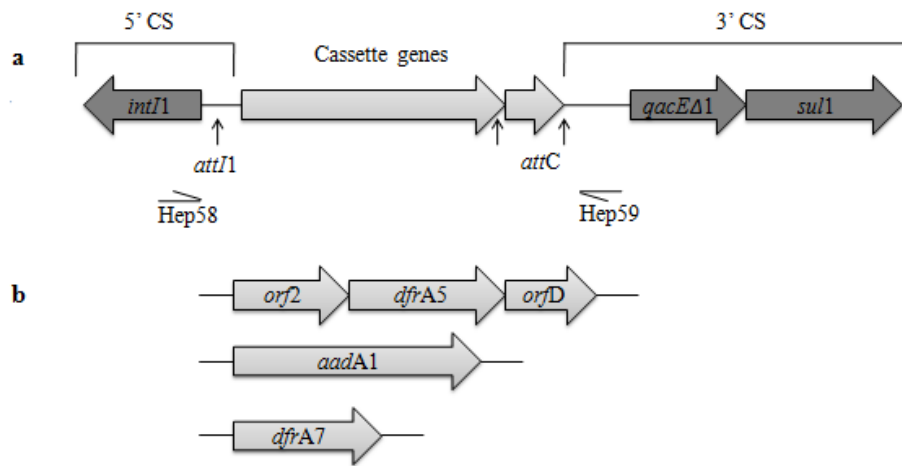 5’ CS
3’ CS
a
Cassette genes
intI1
qacEΔ1
sul1
attI1
attC
Hep58
Hep59
b
orf2
dfrA5
orfD
aadA1
dfrA7